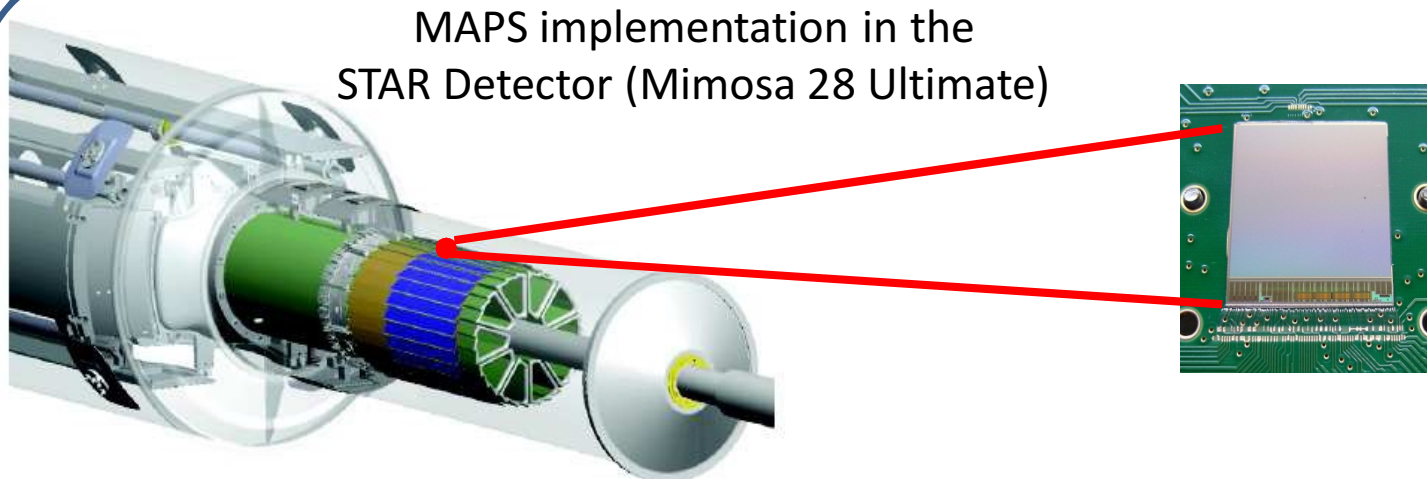 MAPS implementation in the
STAR Detector (Mimosa 28 Ultimate)